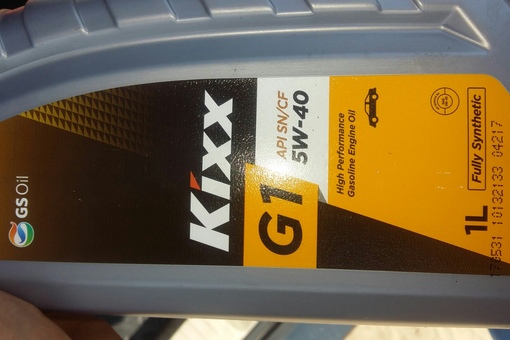 GS Oil
Kixx
G1
API SN/CF
5W-40
High Performance
Gasoline Engine Oil
Fully Synthetic
1L
10132133 04217